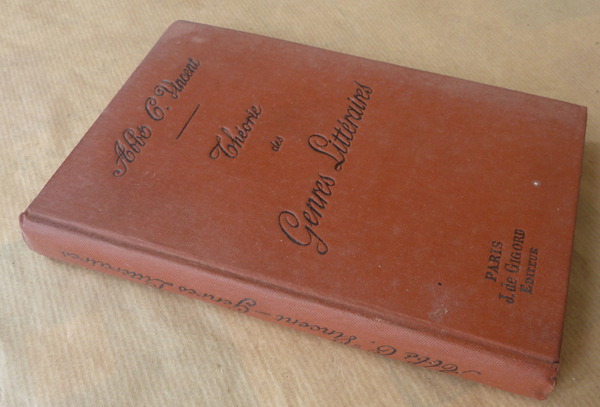 Abbé C. Vincent
Théorie
des
Genres Littéraires
PARIS
J. de GIGORD
ÉDITEUR
Abbé C. Vincent – Genres Littéraires